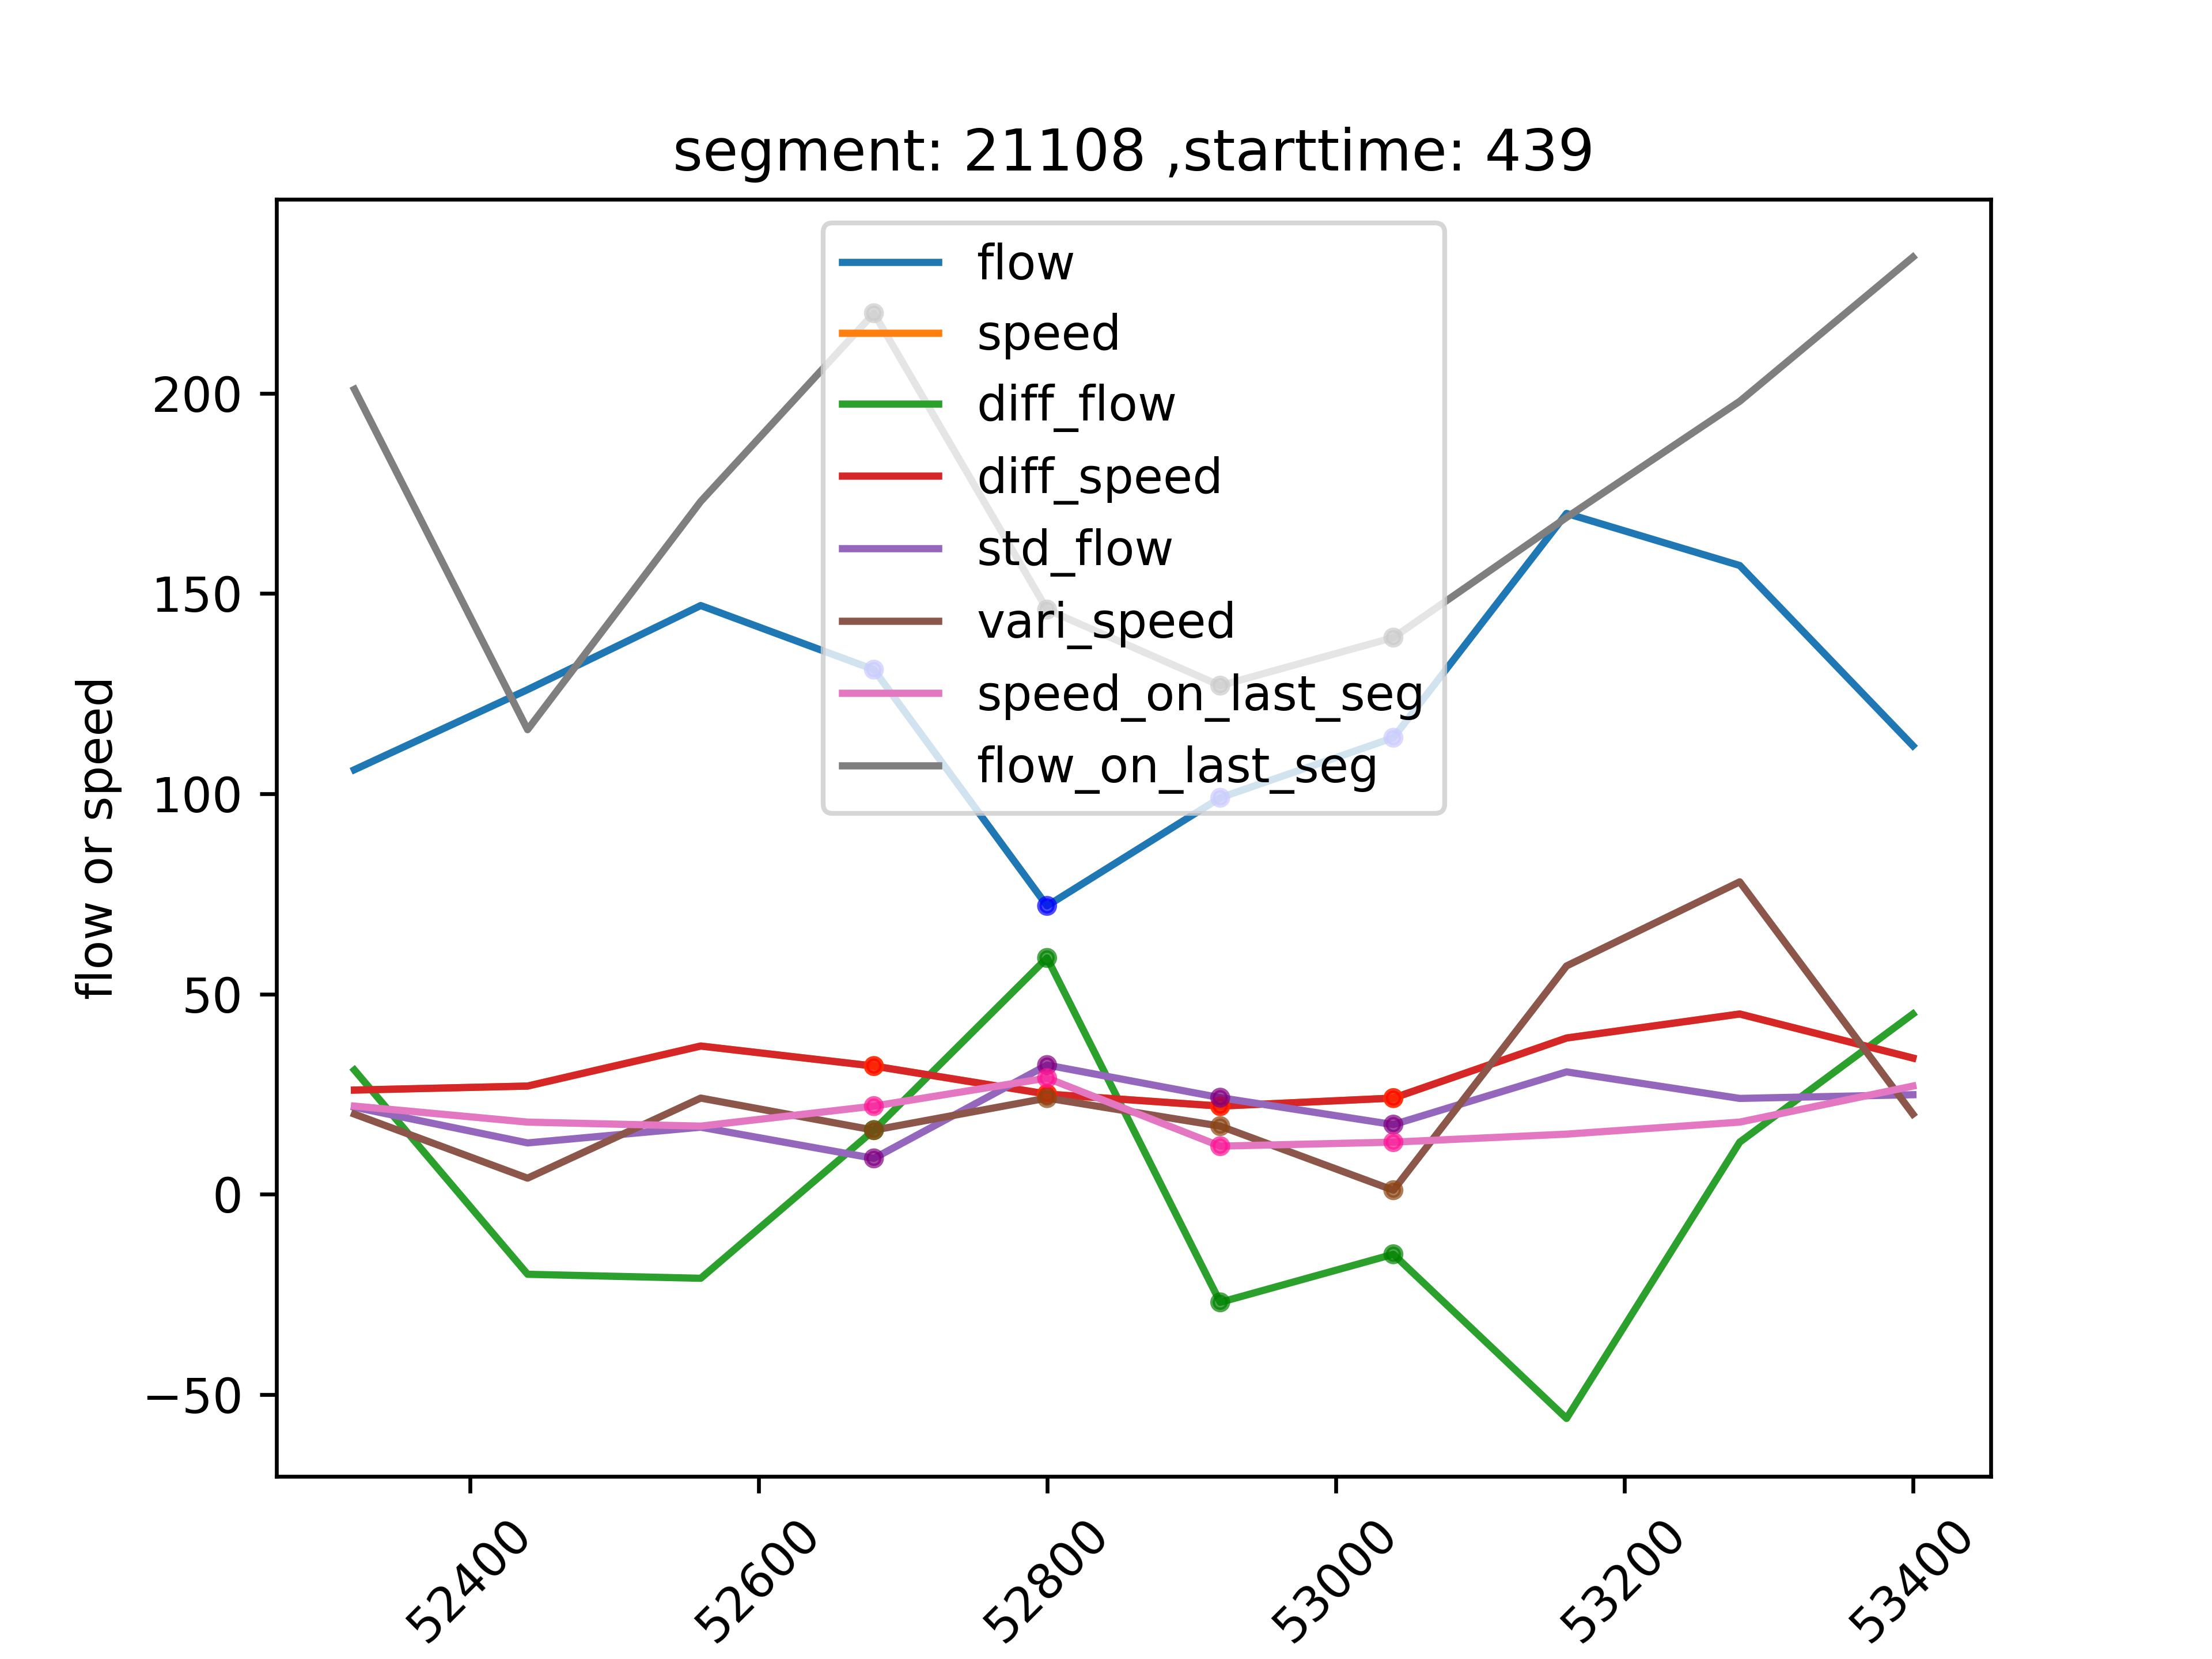 segment: 21108 ,starttime: 439
flow
speed
diff_flow
diff_speed
std_flow
vari_speed
speed_on_last_seg
flow_on_last_seg
flow or speed
200
150
100
50
0
−50
52400
52600
52800
53000
53200
53400